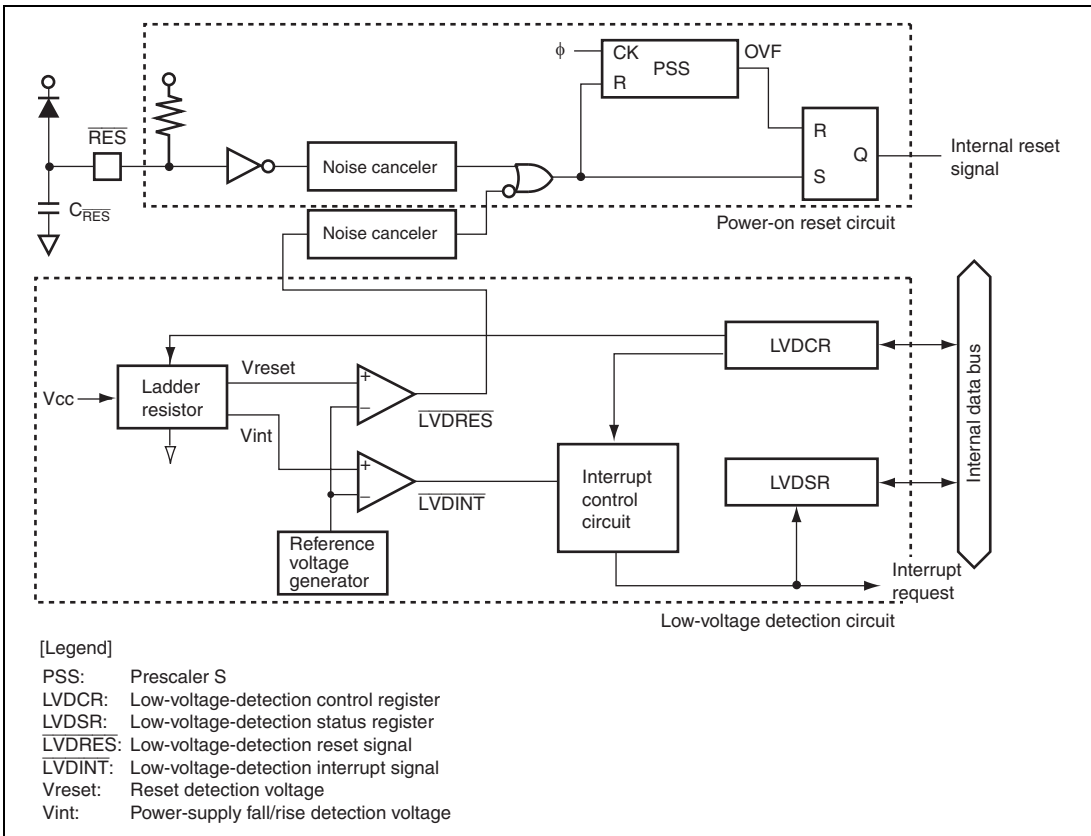 φ
CK
PSS
OVF
R
RES
R
Q
S
Internal reset
signal
Noise canceler
CRES
Noise canceler
Power-on reset circuit
LVDCR
Vreset
Vcc
Ladder
resistor
+
−
LVDRES
Vint
+
−
LVDINT
Interrupt
control
circuit
LVDSR
Internal data bus
Reference
voltage
generator
Interrupt
request
Low-voltage detection circuit
[Legend]
PSS: Prescaler S
LVDCR: Low-voltage-detection control register
LVDSR: Low-voltage-detection status register
LVDRES: Low-voltage-detection reset signal
LVDINT: Low-voltage-detection interrupt signal
Vreset: Reset detection voltage
Vint: Power-supply fall/rise detection voltage